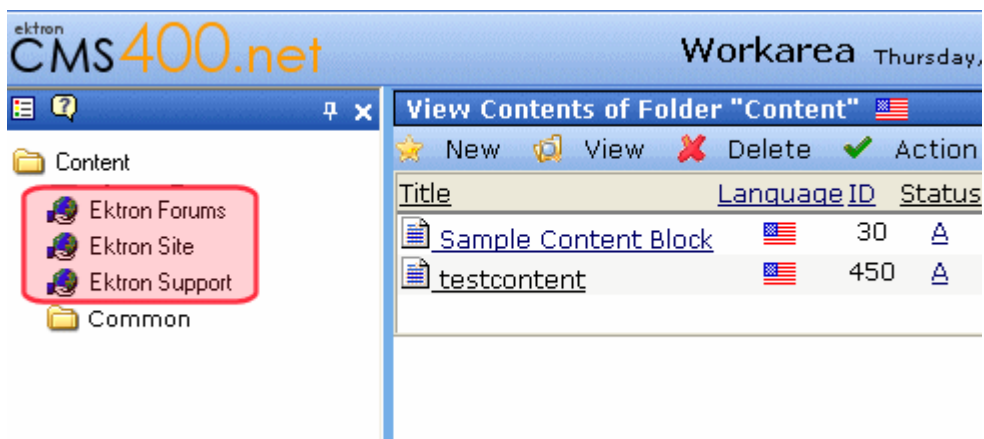 ektron
CMS400.net
Workarea Thursday,
View Contents of Folder "Content"
New View Delete Action
Content
Ektron Forums
Ektron Site
Ektron Support
Common
Title Language ID Status
Sample Content Block 30 A
testcontent 450 A